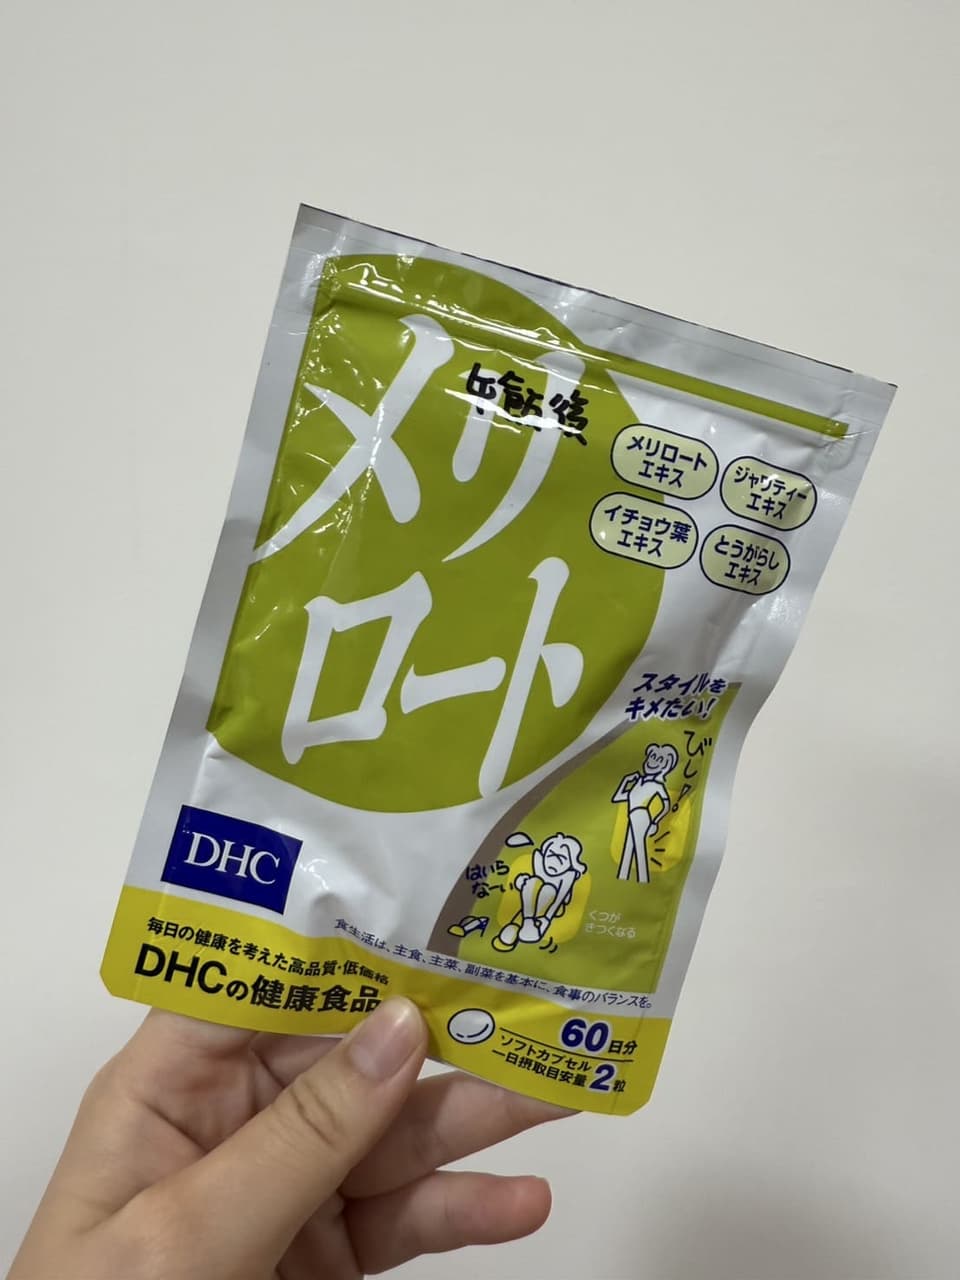 メリ
ロート
午飯後
メリロート
エキス
ジャワティー
エキス
イチョウ葉
エキス
とうがらし
エキス
スタイルを
キメたい!
びしっ!
はいら
なーい
くつが
きつくなる
DHC
食生活は、主食、主菜、副菜を基本に、食事のバランスを。
毎日の健康を考えた高品質・低価格
DHCの健康食品
60日分
ソフトカプセル
一日摂取目安量2粒